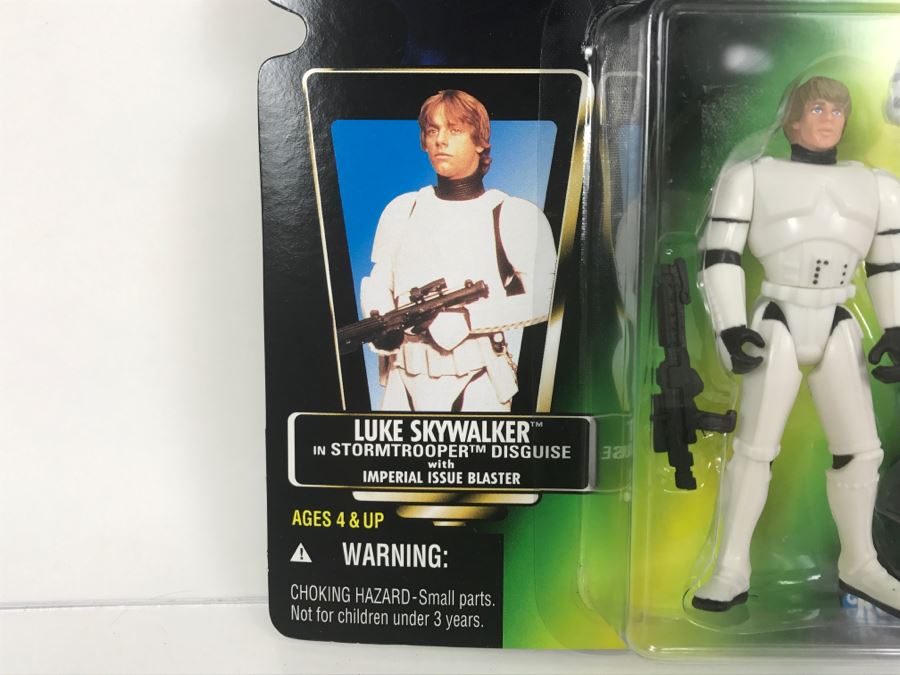 LUKE SKYWALKER™
IN STORMTROOPER™ DISGUISE
with
IMPERIAL ISSUE BLASTER
AGES 4 & UP
WARNING:
CHOKING HAZARD-Small parts.
Not for children under 3 years.